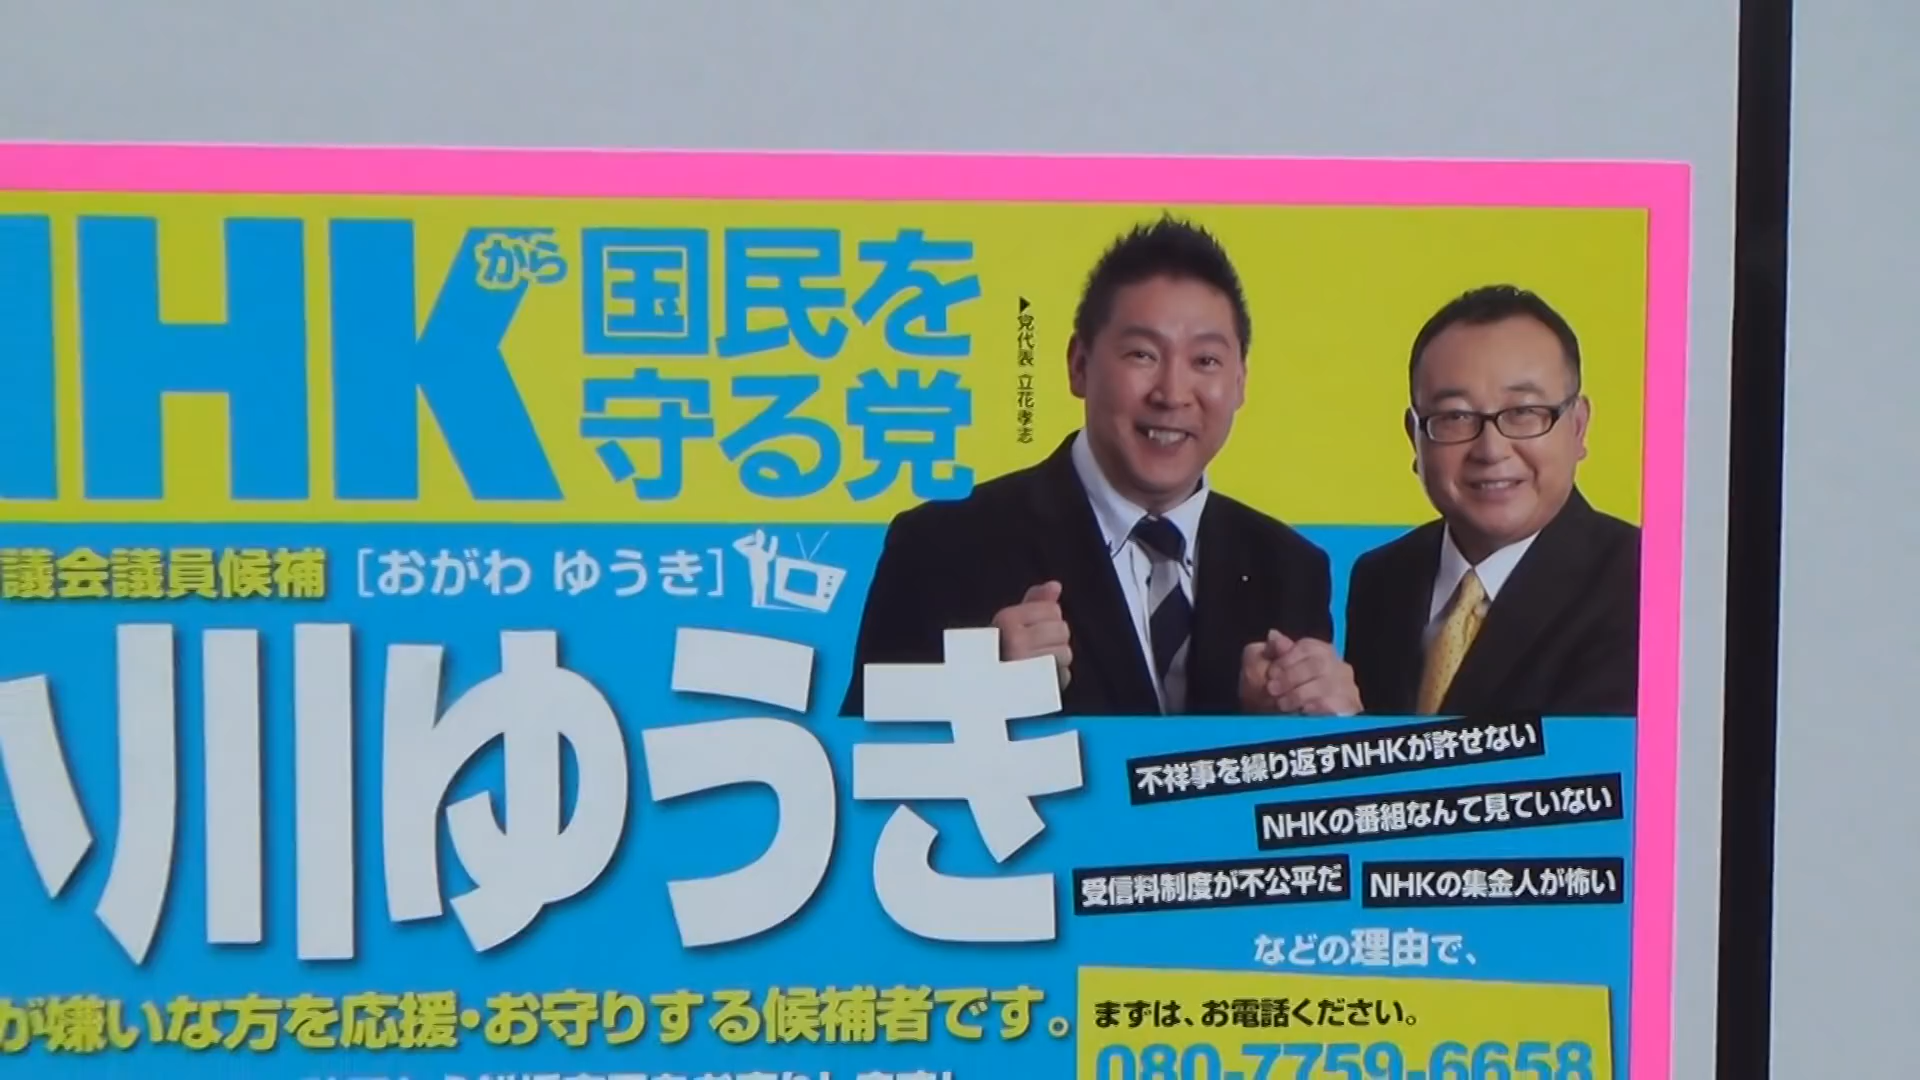 NHKから国民を
守る党
▶党代表 立花孝志
議会議員候補 [おがわ ゆうき]
小川ゆうき
不祥事を繰り返すNHKが許せない
NHKの番組なんて見ていない
受信料制度が不公平だ
NHKの集金人が怖い
などの理由で、
が嫌いな方を応援・お守りする候補者です。
まずは、お電話ください。
080-7759-6658